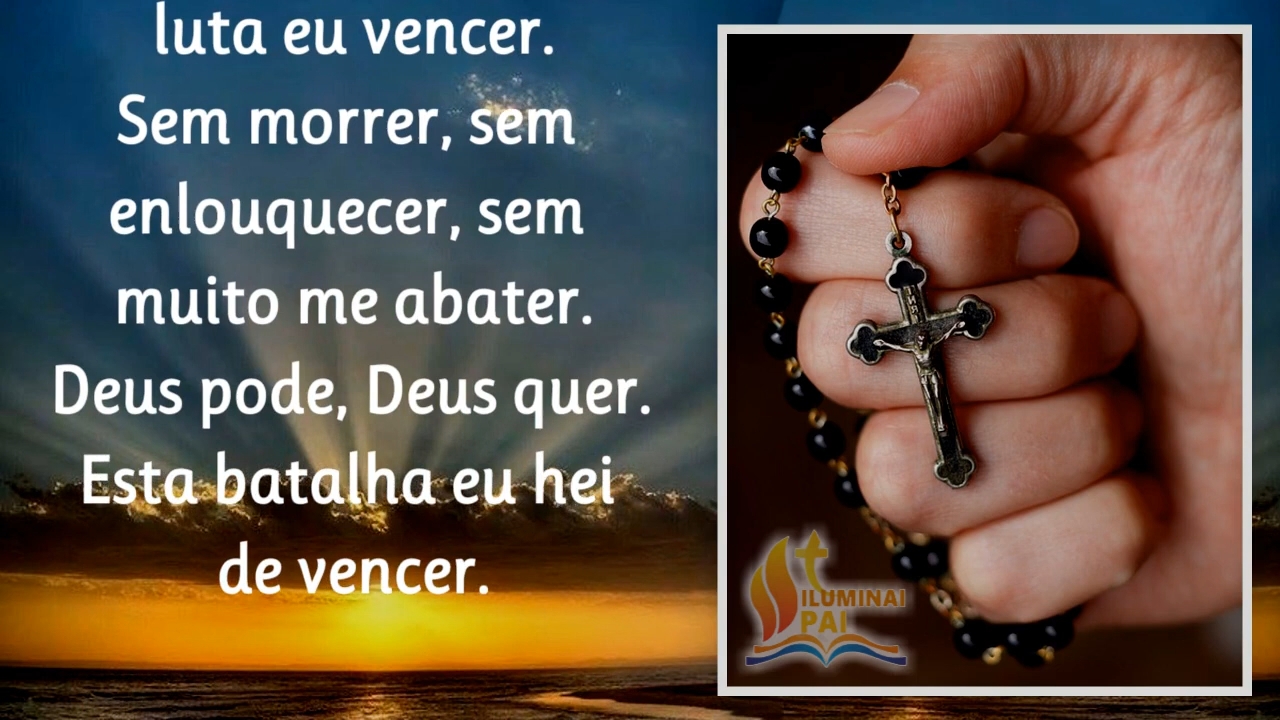 luta eu vencer.
Sem morrer, sem
enlouquecer, sem
muito me abater.
Deus pode, Deus quer.
Esta batalha eu hei
de vencer.
ILUMINAI
PAI